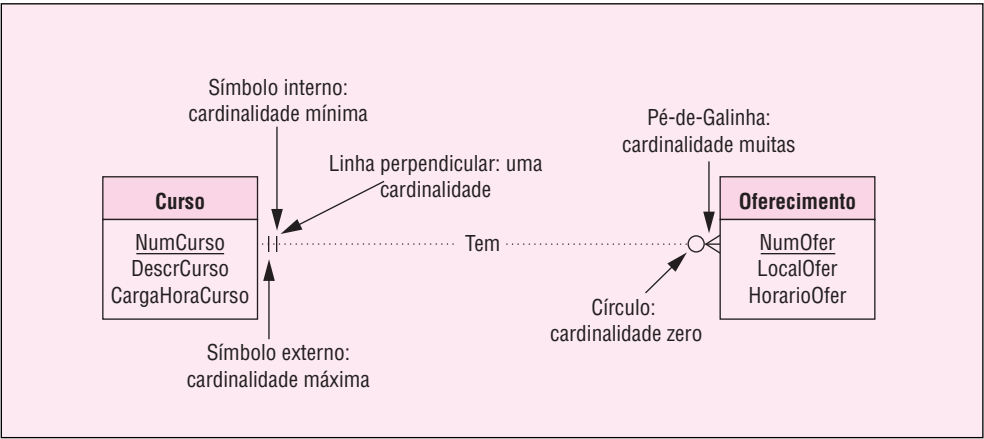 Símbolo interno:
cardinalidade mínima
Pé-de-Galinha:
cardinalidade muitas
Linha perpendicular: uma
cardinalidade
Curso
NumCurso
DescrCurso
CargaHoraCurso
Tem
Oferecimento
NumOfer
LocalOfer
HorarioOfer
Círculo:
cardinalidade zero
Símbolo externo:
cardinalidade máxima